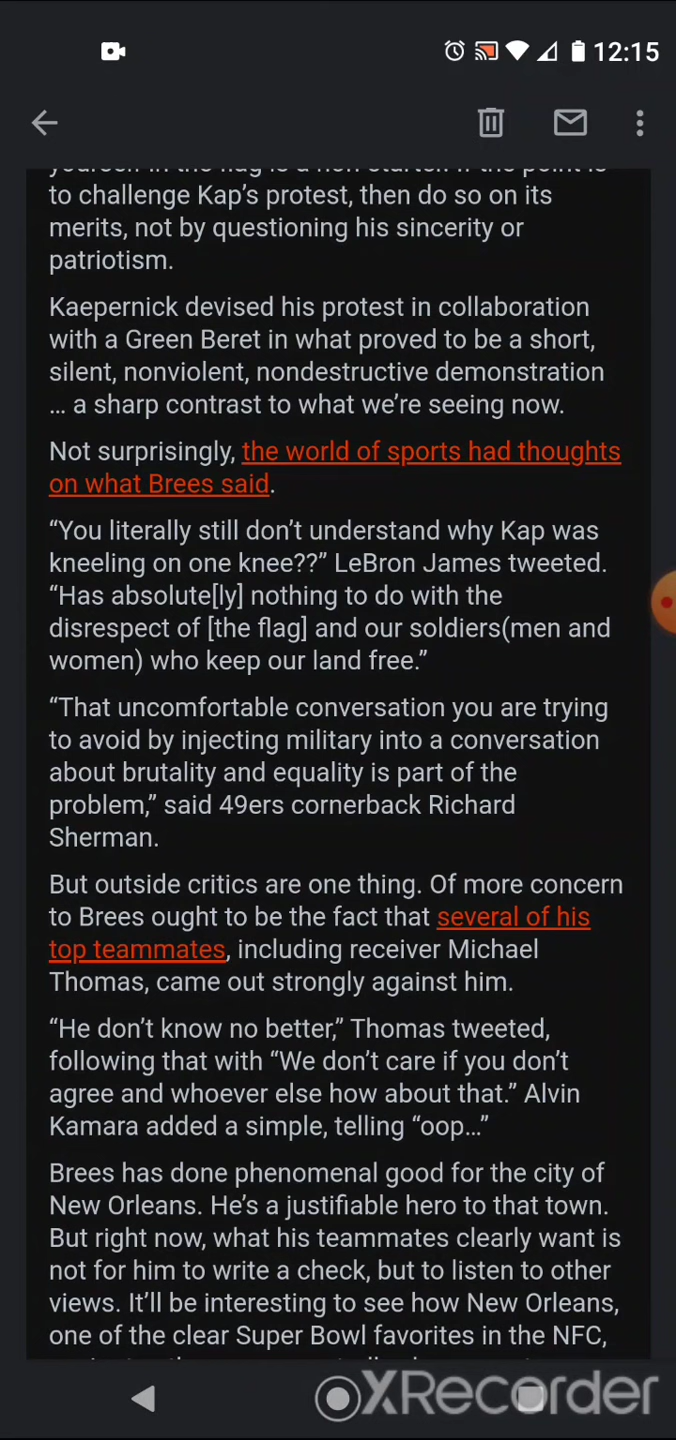 12:15
to challenge Kap's protest, then do so on its
merits, not by questioning his sincerity or
patriotism.
Kaepernick devised his protest in collaboration
with a Green Beret in what proved to be a short,
silent, nonviolent, nondestructive demonstration
… a sharp contrast to what we're seeing now.
Not surprisingly, the world of sports had thoughts
on what Brees said.
“You literally still don't understand why Kap was
kneeling on one knee??” LeBron James tweeted.
“Has absolute[ly] nothing to do with the
disrespect of [the flag] and our soldiers(men and
women) who keep our land free.”
“That uncomfortable conversation you are trying
to avoid by injecting military into a conversation
about brutality and equality is part of the
problem,” said 49ers cornerback Richard
Sherman.
But outside critics are one thing. Of more concern
to Brees ought to be the fact that several of his
top teammates, including receiver Michael
Thomas, came out strongly against him.
“He don't know no better,” Thomas tweeted,
following that with “We don't care if you don't
agree and whoever else how about that.” Alvin
Kamara added a simple, telling “oop…”
Brees has done phenomenal good for the city of
New Orleans. He's a justifiable hero to that town.
But right now, what his teammates clearly want is
not for him to write a check, but to listen to other
views. It'll be interesting to see how New Orleans,
one of the clear Super Bowl favorites in the NFC,
XRecorder